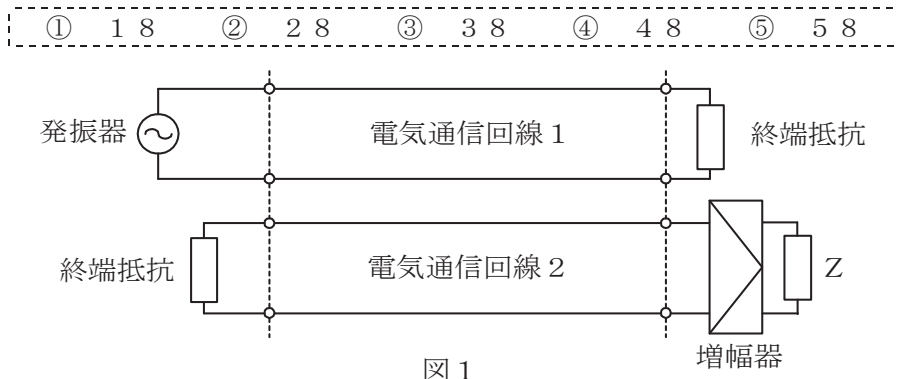 ① 18 ② 28 ③ 38 ④ 48 ⑤ 58
発振器
電気通信回線1
終端抵抗
終端抵抗
電気通信回線2
Z
増幅器
図1